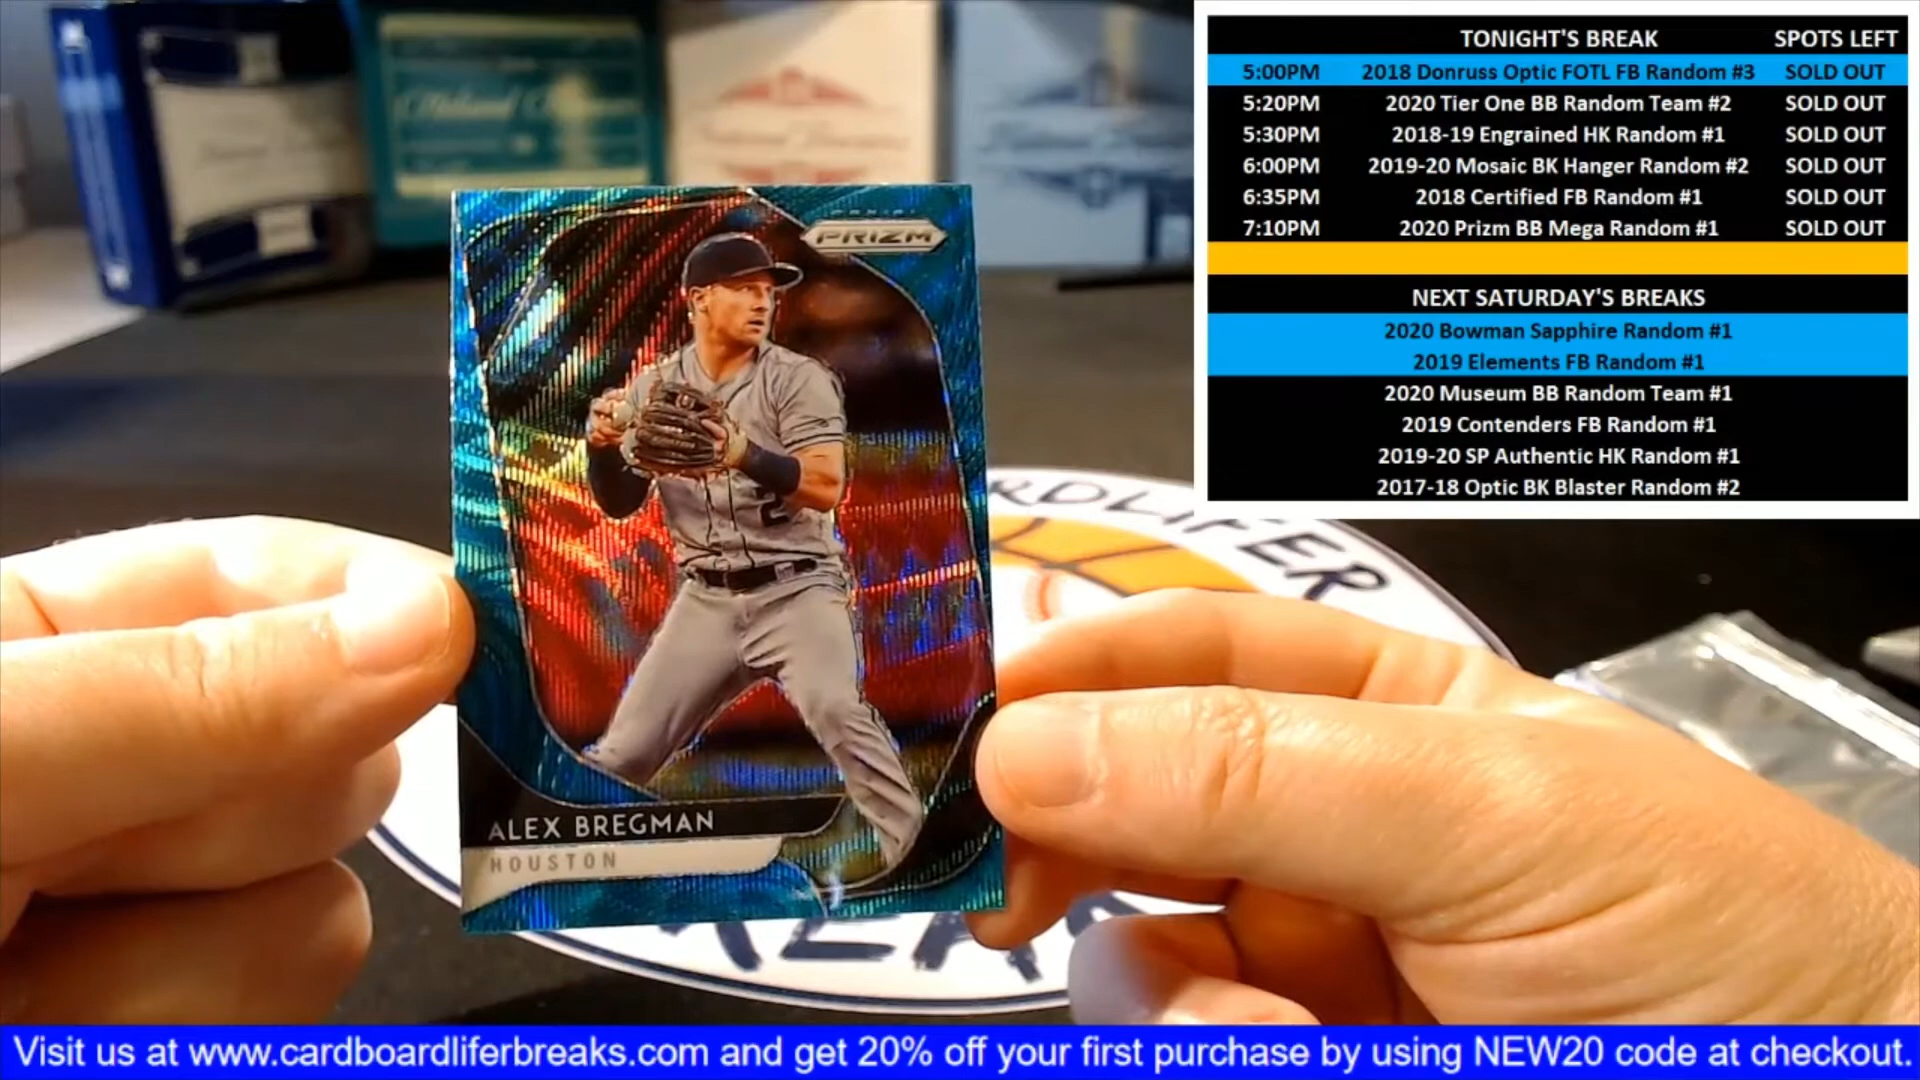 TONIGHT'S BREAK SPOTS LEFT
5:00PM 2018 Donruss Optic FOTL FB Random #3 SOLD OUT
5:20PM 2020 Tier One BB Random Team #2 SOLD OUT
5:30PM 2018-19 Engrained HK Random #1 SOLD OUT
6:00PM 2019-20 Mosaic BK Hanger Random #2 SOLD OUT
6:35PM 2018 Certified FB Random #1 SOLD OUT
7:10PM 2020 Prizm BB Mega Random #1 SOLD OUT
NEXT SATURDAY'S BREAKS
2020 Bowman Sapphire Random #1
2019 Elements FB Random #1
2020 Museum BB Random Team #1
2019 Contenders FB Random #1
2019-20 SP Authentic HK Random #1
2017-18 Optic BK Blaster Random #2
PRIZM
2
ALEX BREGMAN
HOUSTON
RDLIFER
Visit us at www.cardboardliferbreaks.com and get 20% off your first purchase by using NEW20 code at checkout.